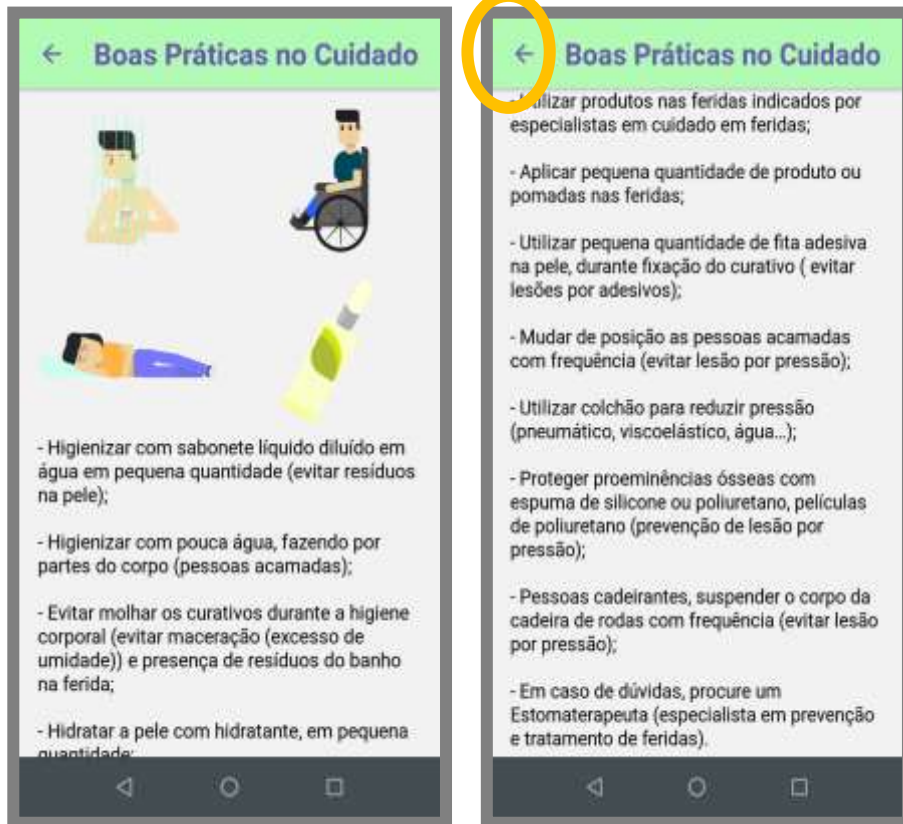 ← Boas Práticas no Cuidado
- Higienizar com sabonete líquido diluído em
água em pequena quantidade (evitar resíduos
na pele);
- Higienizar com pouca água, fazendo por
partes do corpo (pessoas acamadas);
- Evitar molhar os curativos durante a higiene
corporal (evitar maceração (excesso de
umidade)) e presença de resíduos do banho
na ferida;
- Hidratar a pele com hidratante, em pequena
quantidade;
← Boas Práticas no Cuidado
- Utilizar produtos nas feridas indicados por
especialistas em cuidado em feridas;
- Aplicar pequena quantidade de produto ou
pomadas nas feridas;
- Utilizar pequena quantidade de fita adesiva
na pele, durante fixação do curativo ( evitar
lesões por adesivos);
- Mudar de posição as pessoas acamadas
com frequência (evitar lesão por pressão);
- Utilizar colchão para reduzir pressão
(pneumático, viscoelástico, água...);
- Proteger proeminências ósseas com
espuma de silicone ou poliuretano, películas
de poliuretano (prevenção de lesão por
pressão);
- Pessoas cadeirantes, suspender o corpo da
cadeira de rodas com frequência (evitar lesão
por pressão);
- Em caso de dúvidas, procure um
Estomaterapeuta (especialista em prevenção
e tratamento de feridas).